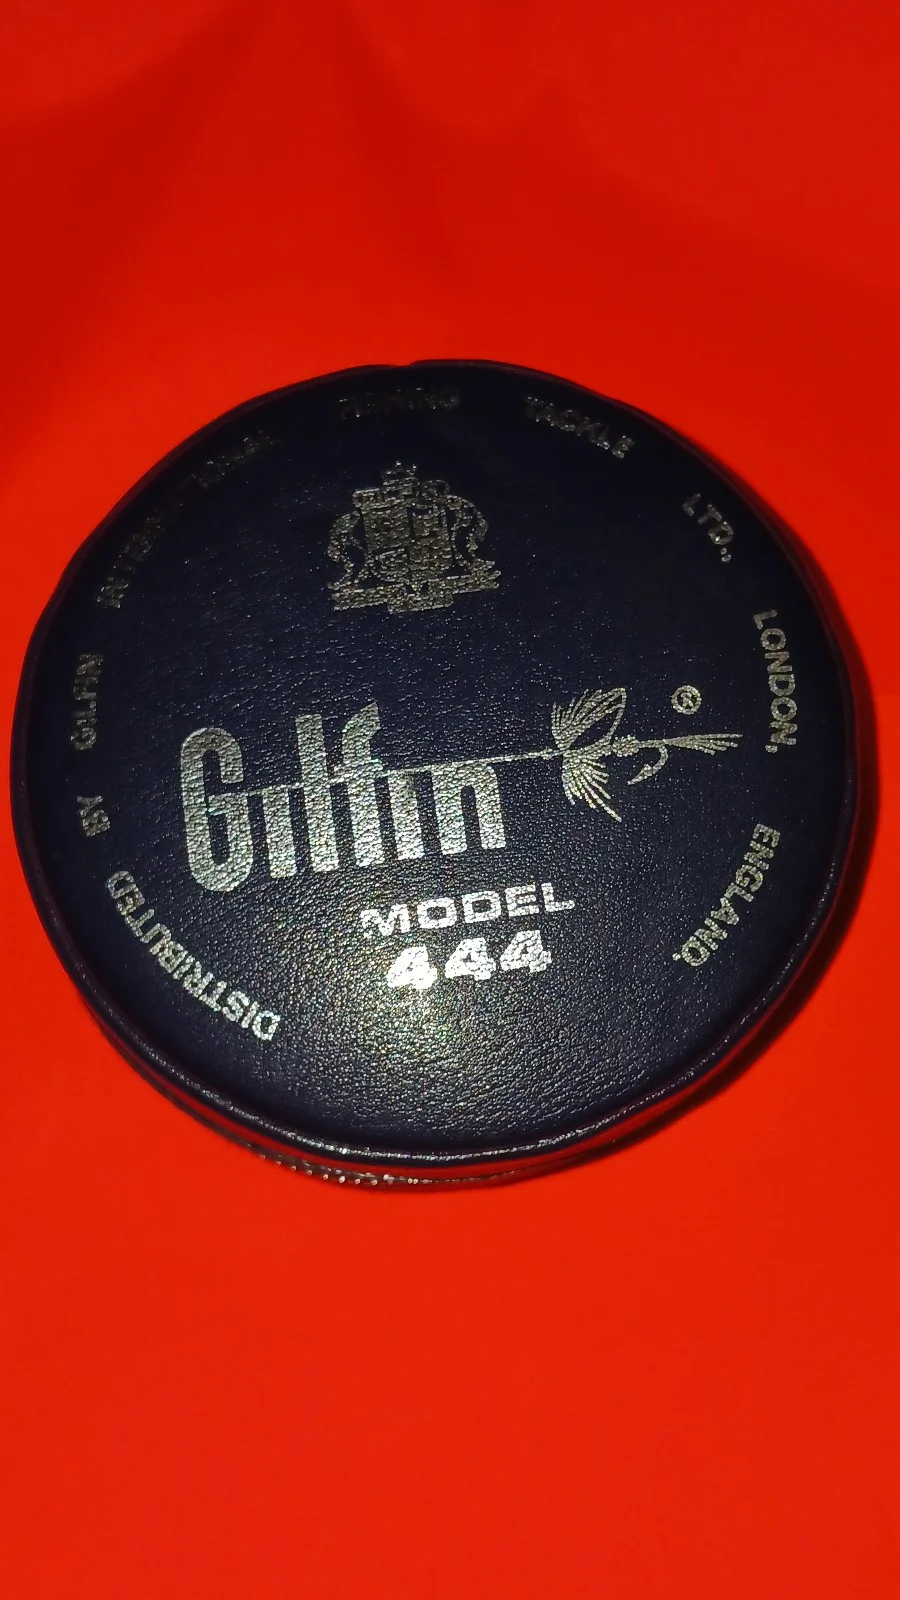 DISTRIBUTED BY GILFIN INTERNATIONAL FISHING TACKLE LTD., LONDON, ENGLAND.
Gilfin ®
MODEL
444